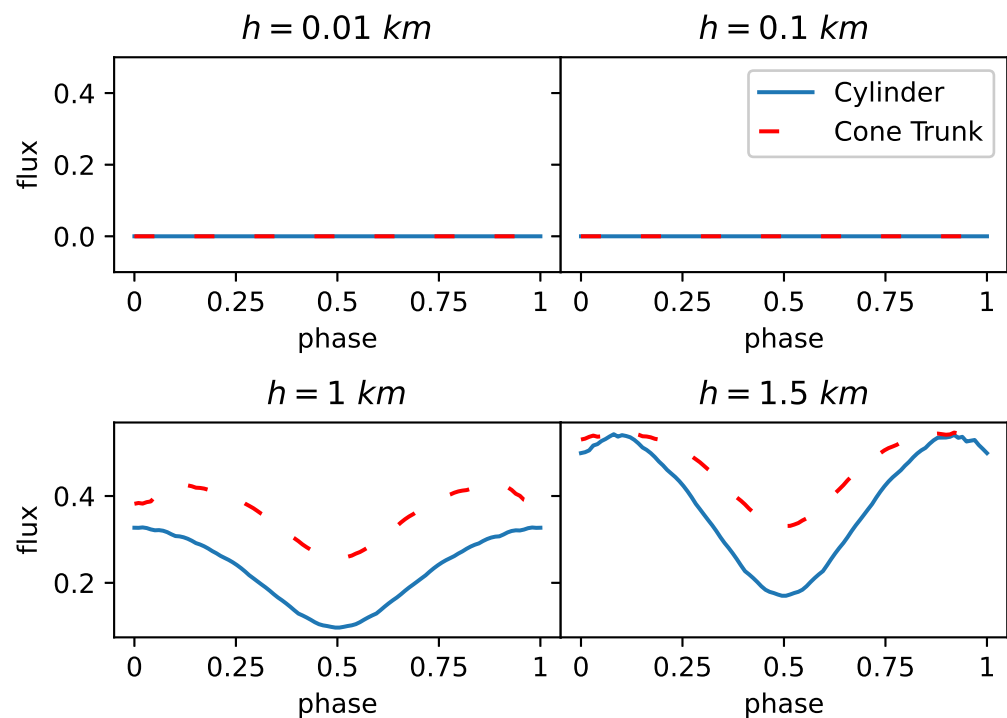 h = 0.01 km
h = 0.1 km
0.4
0.2
0.0
flux
Cylinder
Cone Trunk
0 0.25 0.5 0.75 1
0 0.25 0.5 0.75 1
phase
phase
h = 1 km
h = 1.5 km
0.4
0.2
flux
0 0.25 0.5 0.75 1
0 0.25 0.5 0.75 1
phase
phase